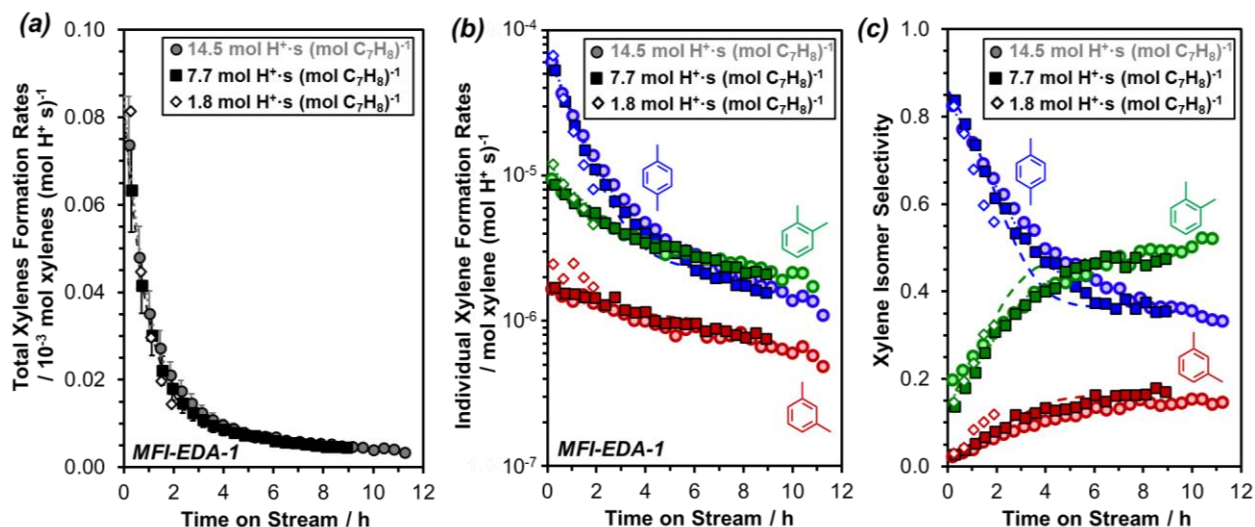 (a)
Total Xylenes Formation Rates
/ 10⁻³ mol xylenes (mol H⁺ s)⁻¹
0.10
0.08
0.06
0.04
0.02
0.00
14.5 mol H⁺·s (mol C₇H₈)⁻¹
7.7 mol H⁺·s (mol C₇H₈)⁻¹
1.8 mol H⁺·s (mol C₇H₈)⁻¹
MFI-EDA-1
0 2 4 6 8 10 12
Time on Stream / h
(b)
Individual Xylene Formation Rates
/ mol xylene (mol H⁺ s)⁻¹
10⁻⁴
10⁻⁵
10⁻⁶
10⁻⁷
14.5 mol H⁺·s (mol C₇H₈)⁻¹
7.7 mol H⁺·s (mol C₇H₈)⁻¹
1.8 mol H⁺·s (mol C₇H₈)⁻¹
MFI-EDA-1
0 2 4 6 8 10 12
Time on Stream / h
(c)
Xylene Isomer Selectivity
1.0
0.8
0.6
0.4
0.2
0.0
14.5 mol H⁺·s (mol C₇H₈)⁻¹
7.7 mol H⁺·s (mol C₇H₈)⁻¹
1.8 mol H⁺·s (mol C₇H₈)⁻¹
0 2 4 6 8 10 12
Time on Stream / h